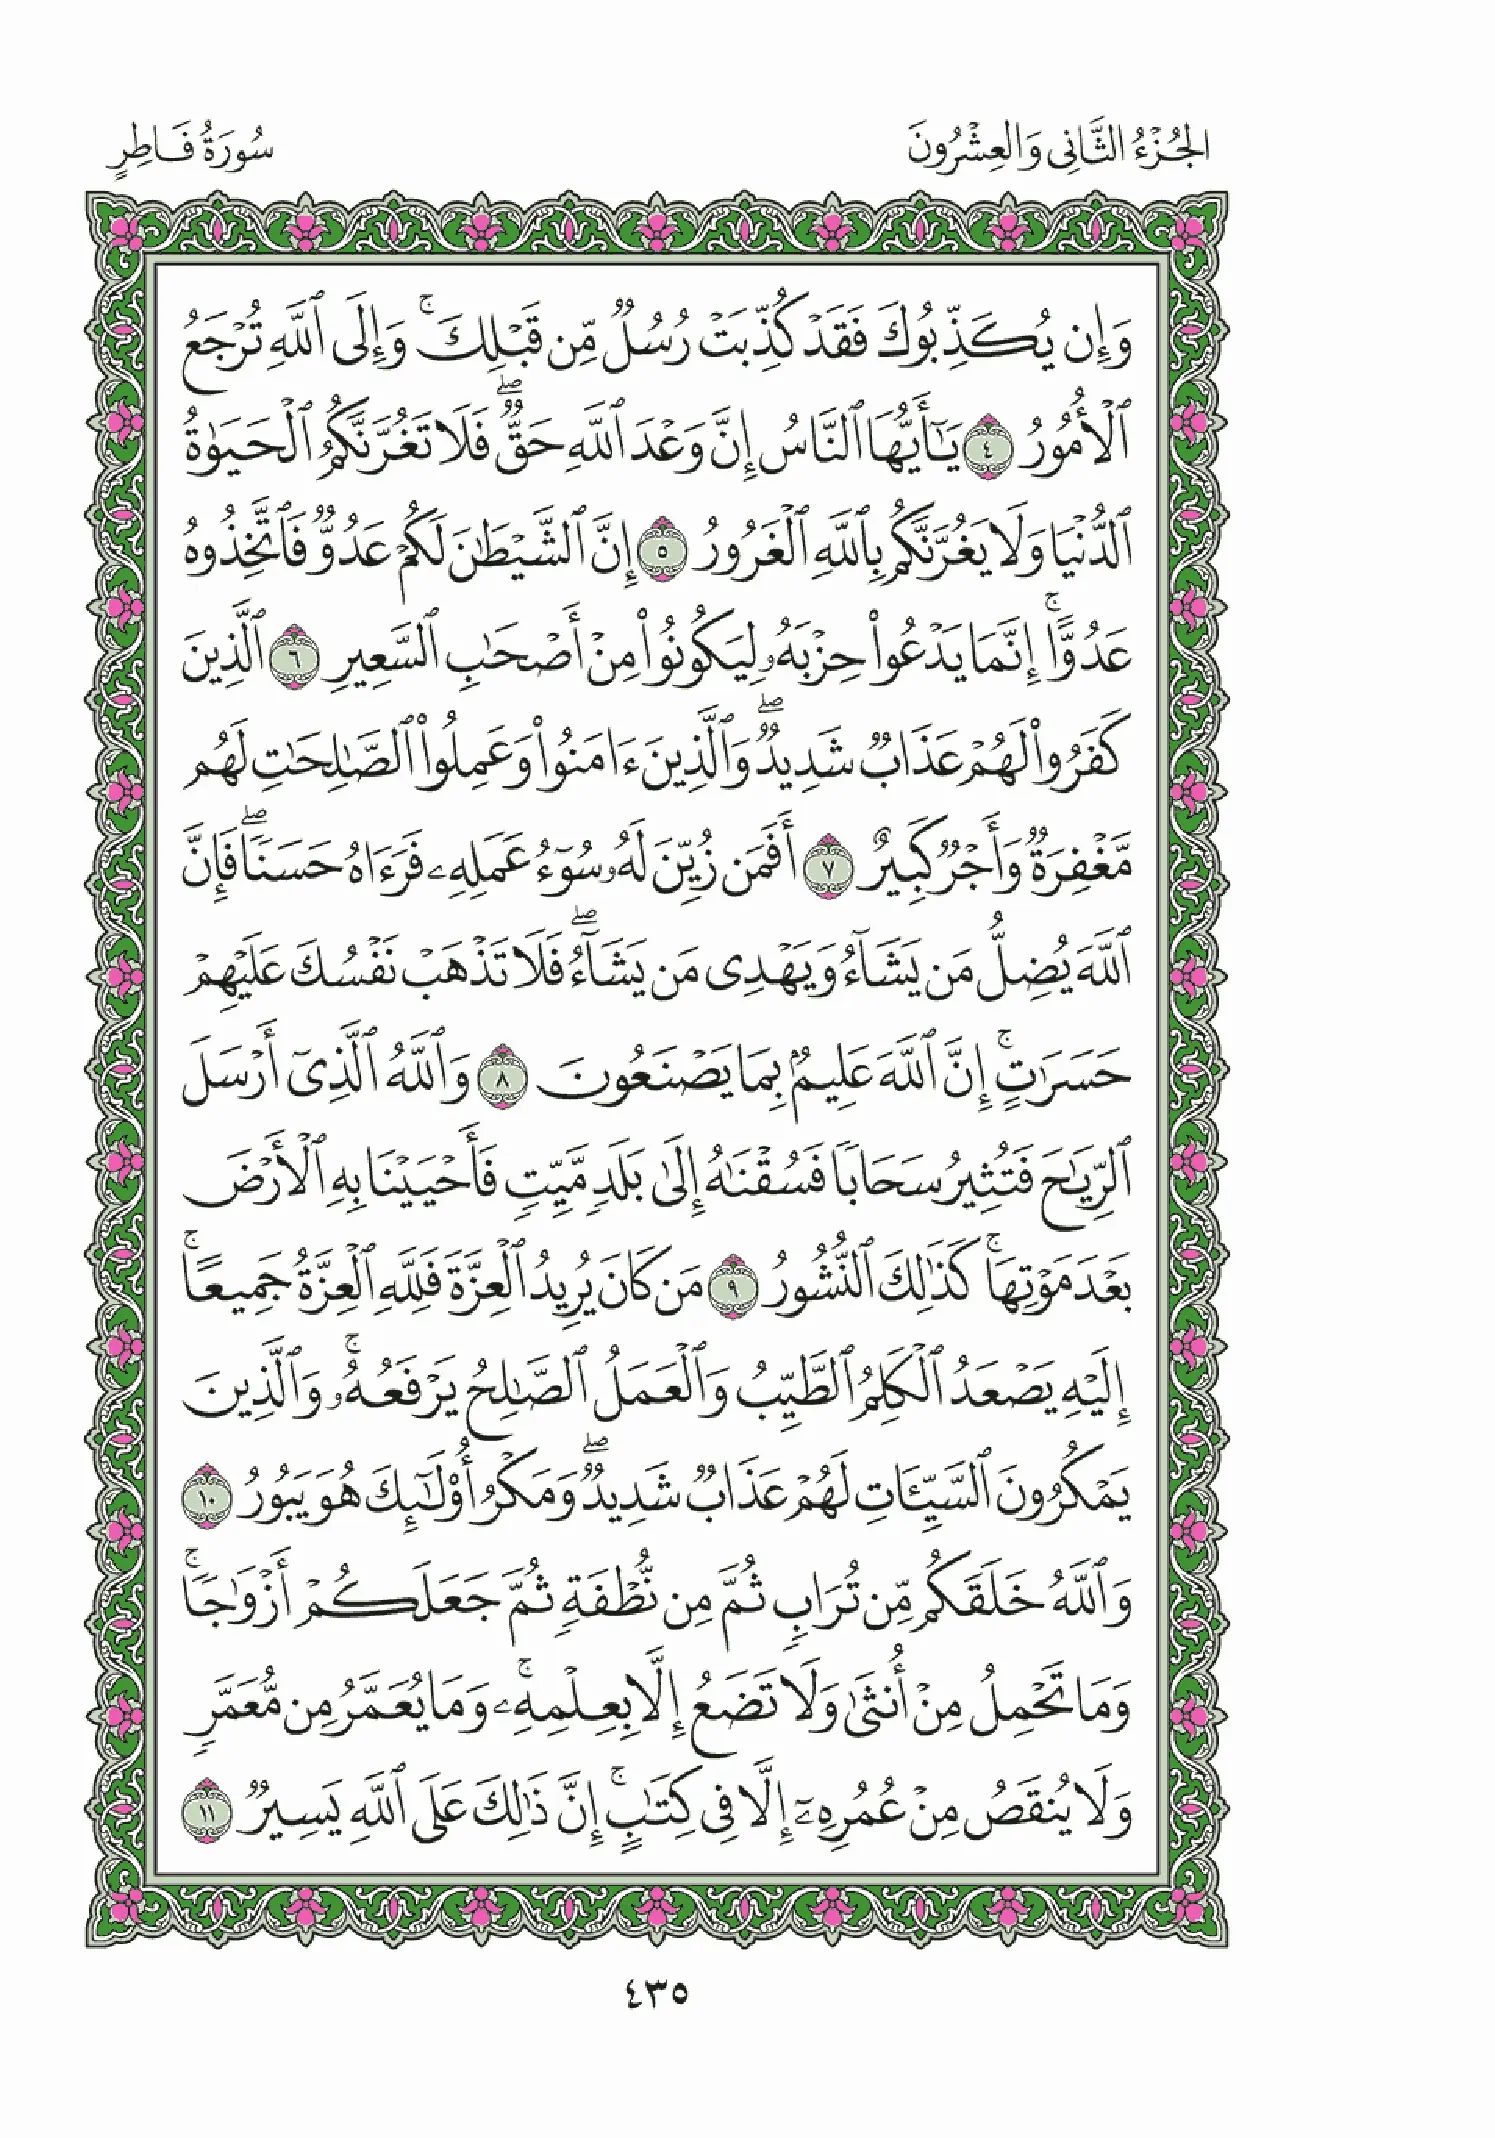 الجُزْءُ الثَّانِي وَالعِشْرُونَ
سُورَةُ فَاطِرٍ
وَإِن يُكَذِّبُوكَ فَقَدْ كُذِّبَتْ رُسُلٌ مِّن قَبْلِكَ ۚ وَإِلَى ٱللَّهِ تُرْجَعُ
ٱلْأُمُورُ ٤ يَـٰٓأَيُّهَا ٱلنَّاسُ إِنَّ وَعْدَ ٱللَّهِ حَقٌّ ۖ فَلَا تَغُرَّنَّكُمُ ٱلْحَيَوٰةُ
ٱلدُّنْيَا وَلَا يَغُرَّنَّكُم بِٱللَّهِ ٱلْغَرُورُ ٥ إِنَّ ٱلشَّيْطَـٰنَ لَكُمْ عَدُوٌّ فَٱتَّخِذُوهُ
عَدُوًّا ۚ إِنَّمَا يَدْعُوا۟ حِزْبَهُۥ لِيَكُونُوا۟ مِنْ أَصْحَـٰبِ ٱلسَّعِيرِ ٦ ٱلَّذِينَ
كَفَرُوا۟ لَهُمْ عَذَابٌ شَدِيدٌ ۖ وَٱلَّذِينَ ءَامَنُوا۟ وَعَمِلُوا۟ ٱلصَّـٰلِحَـٰتِ لَهُم
مَّغْفِرَةٌ وَأَجْرٌ كَبِيرٌ ٧ أَفَمَن زُيِّنَ لَهُۥ سُوٓءُ عَمَلِهِۦ فَرَءَاهُ حَسَنًا ۖ فَإِنَّ
ٱللَّهَ يُضِلُّ مَن يَشَآءُ وَيَهْدِى مَن يَشَآءُ ۖ فَلَا تَذْهَبْ نَفْسُكَ عَلَيْهِمْ
حَسَرَٰتٍ ۚ إِنَّ ٱللَّهَ عَلِيمٌۢ بِمَا يَصْنَعُونَ ٨ وَٱللَّهُ ٱلَّذِىٓ أَرْسَلَ
ٱلرِّيَـٰحَ فَتُثِيرُ سَحَابًا فَسُقْنَـٰهُ إِلَىٰ بَلَدٍ مَّيِّتٍ فَأَحْيَيْنَا بِهِ ٱلْأَرْضَ
بَعْدَ مَوْتِهَا ۚ كَذَٰلِكَ ٱلنُّشُورُ ٩ مَن كَانَ يُرِيدُ ٱلْعِزَّةَ فَلِلَّهِ ٱلْعِزَّةُ جَمِيعًا ۚ
إِلَيْهِ يَصْعَدُ ٱلْكَلِمُ ٱلطَّيِّبُ وَٱلْعَمَلُ ٱلصَّـٰلِحُ يَرْفَعُهُۥ ۚ وَٱلَّذِينَ
يَمْكُرُونَ ٱلسَّيِّـَٔاتِ لَهُمْ عَذَابٌ شَدِيدٌ ۖ وَمَكْرُ أُو۟لَـٰٓئِكَ هُوَ يَبُورُ ١٠
وَٱللَّهُ خَلَقَكُم مِّن تُرَابٍ ثُمَّ مِن نُّطْفَةٍ ثُمَّ جَعَلَكُمْ أَزْوَٰجًا ۚ
وَمَا تَحْمِلُ مِنْ أُنثَىٰ وَلَا تَضَعُ إِلَّا بِعِلْمِهِۦ ۚ وَمَا يُعَمَّرُ مِن مُّعَمَّرٍ
وَلَا يُنقَصُ مِنْ عُمُرِهِۦٓ إِلَّا فِى كِتَـٰبٍ ۚ إِنَّ ذَٰلِكَ عَلَى ٱللَّهِ يَسِيرٌ ١١
٤٣٥